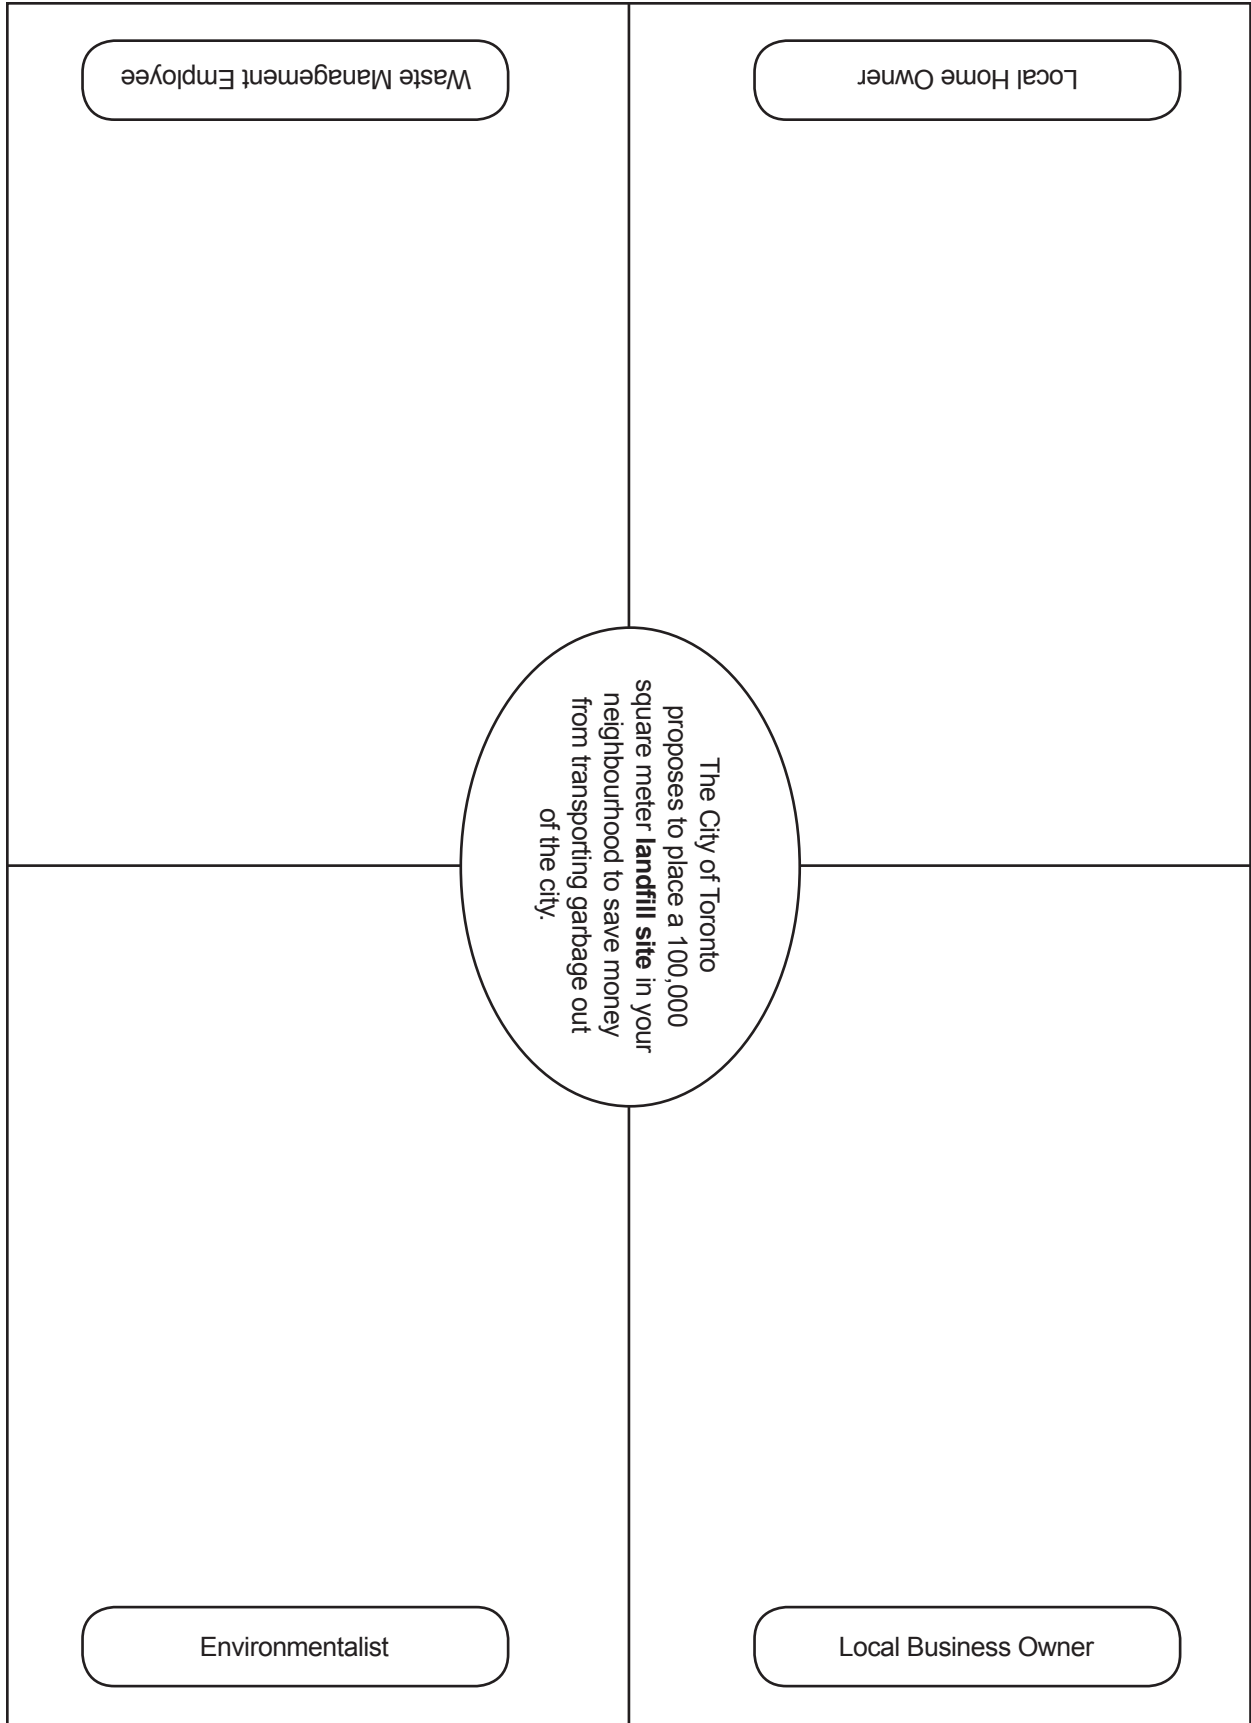 Waste Management Employee
Local Home Owner
The City of Toronto
proposes to place a 100,000
square meter landfill site in your
neighbourhood to save money
from transporting garbage out
of the city.
Environmentalist
Local Business Owner